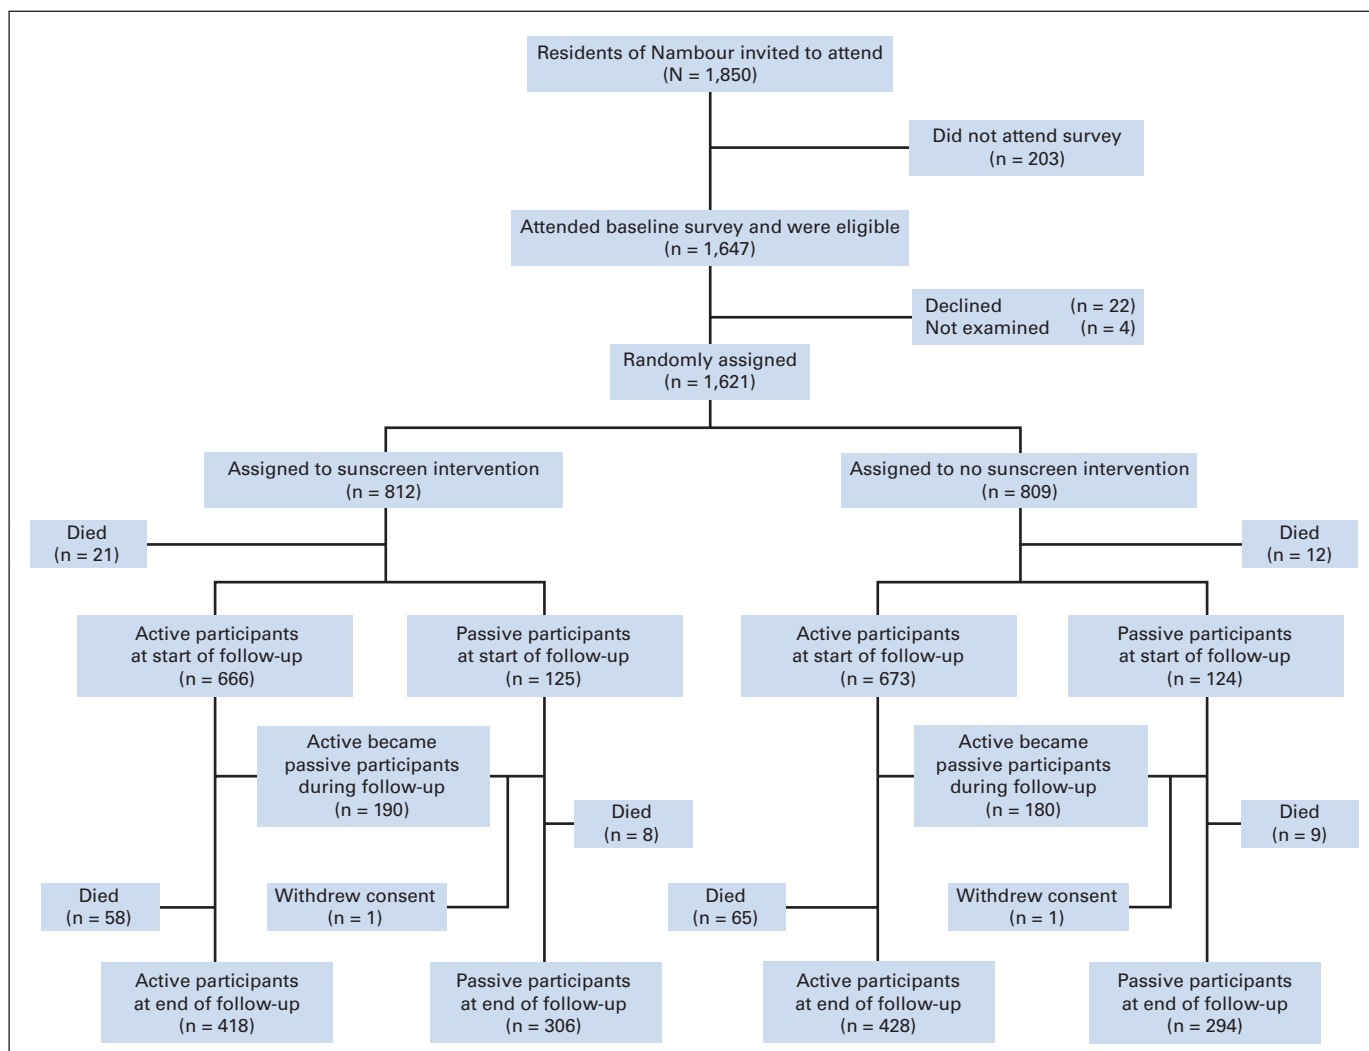 Residents of Nambour invited to attend
(N = 1,850)
Did not attend survey
(n = 203)
Attended baseline survey and were eligible
(n = 1,647)
Declined (n = 22)
Not examined (n = 4)
Randomly assigned
(n = 1,621)
Assigned to sunscreen intervention
(n = 812)
Assigned to no sunscreen intervention
(n = 809)
Died
(n = 21)
Died
(n = 12)
Active participants
at start of follow-up
(n = 666)
Passive participants
at start of follow-up
(n = 125)
Active participants
at start of follow-up
(n = 673)
Passive participants
at start of follow-up
(n = 124)
Active became
passive participants
during follow-up
(n = 190)
Active became
passive participants
during follow-up
(n = 180)
Died
(n = 8)
Died
(n = 9)
Died
(n = 58)
Withdrew consent
(n = 1)
Died
(n = 65)
Withdrew consent
(n = 1)
Active participants
at end of follow-up
(n = 418)
Passive participants
at end of follow-up
(n = 306)
Active participants
at end of follow-up
(n = 428)
Passive participants
at end of follow-up
(n = 294)